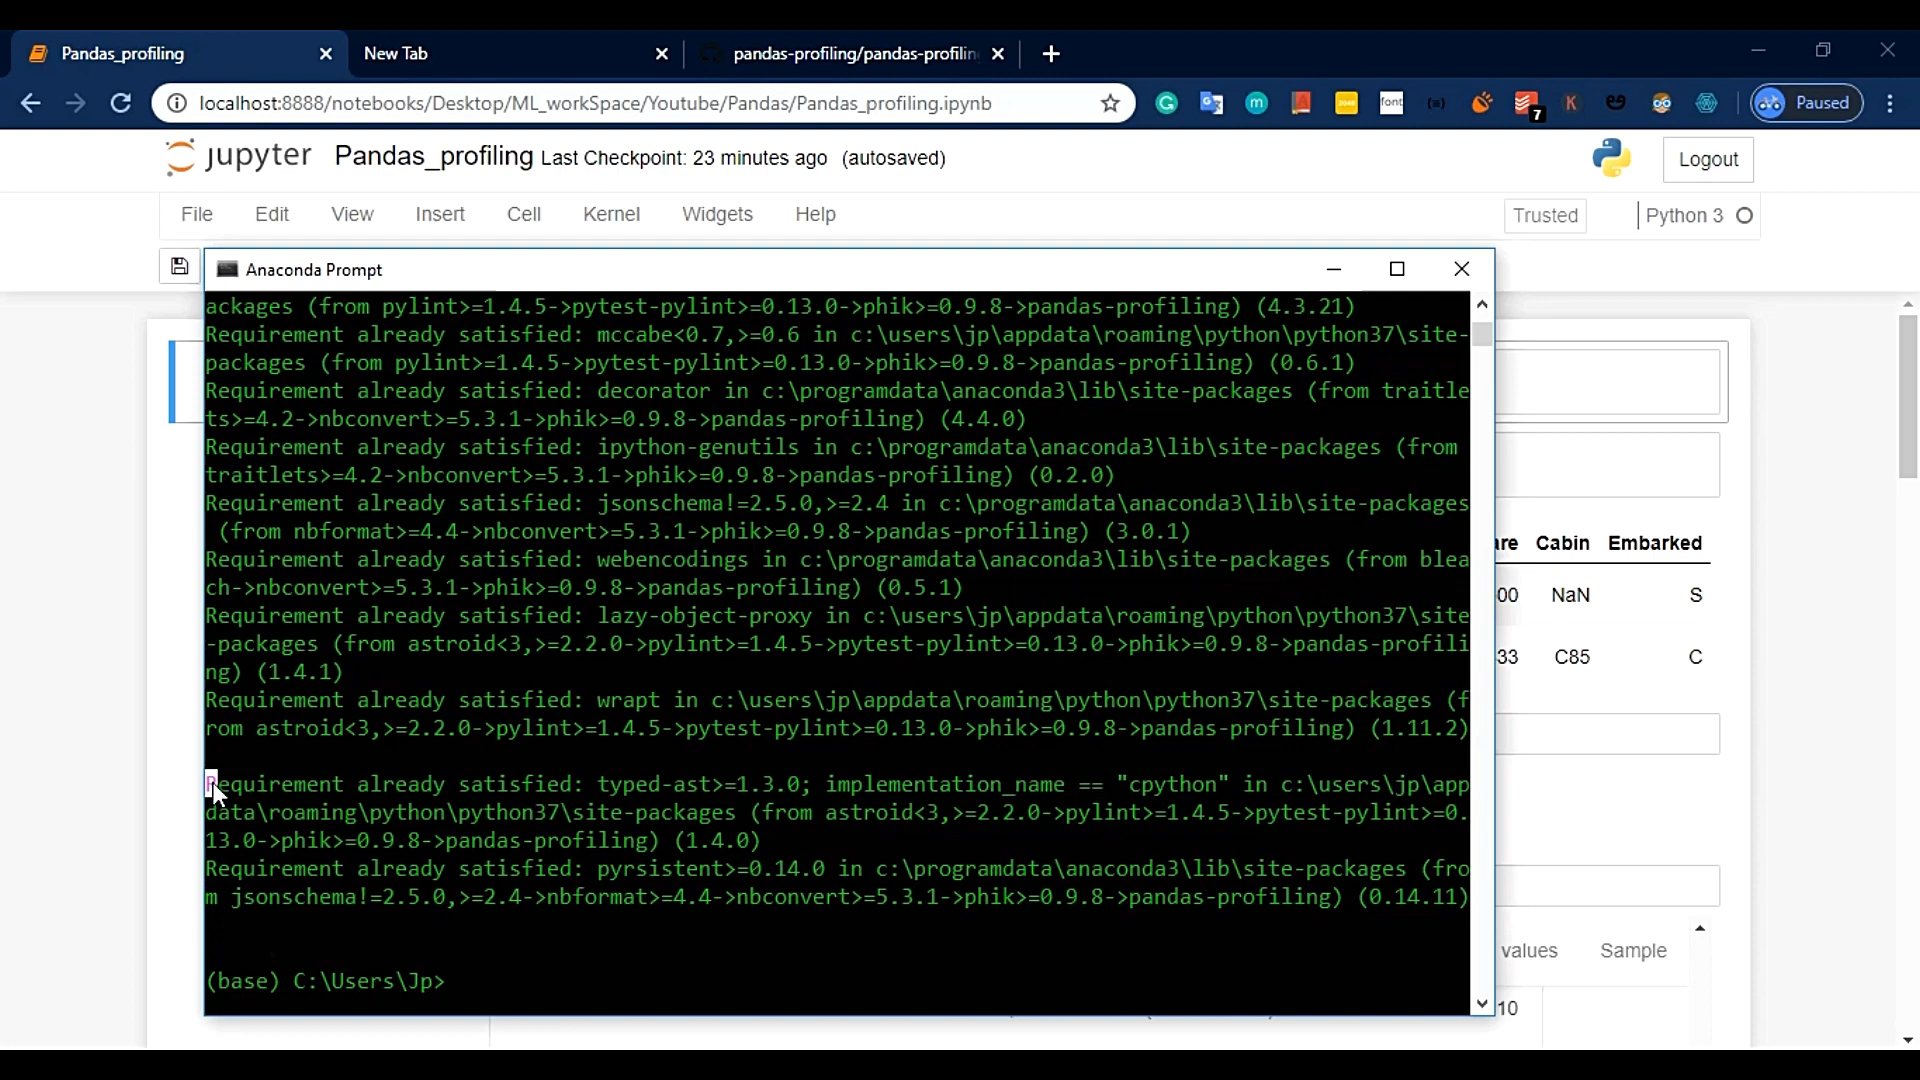 Pandas_profiling
New Tab
pandas-profiling/pandas-profilin
localhost:8888/notebooks/Desktop/ML_workSpace/Youtube/Pandas/Pandas_profiling.ipynb
font
7
K
Paused
jupyter Pandas_profiling Last Checkpoint: 23 minutes ago (autosaved)
Logout
File Edit View Insert Cell Kernel Widgets Help
Trusted
Python 3
Anaconda Prompt
ackages (from pylint>=1.4.5->pytest-pylint>=0.13.0->phik>=0.9.8->pandas-profiling) (4.3.21)
Requirement already satisfied: mccabe<0.7,>=0.6 in c:\users\jp\appdata\roaming\python\python37\site-
packages (from pylint>=1.4.5->pytest-pylint>=0.13.0->phik>=0.9.8->pandas-profiling) (0.6.1)
Requirement already satisfied: decorator in c:\programdata\anaconda3\lib\site-packages (from traitle
ts>=4.2->nbconvert>=5.3.1->phik>=0.9.8->pandas-profiling) (4.4.0)
Requirement already satisfied: ipython-genutils in c:\programdata\anaconda3\lib\site-packages (from
traitlets>=4.2->nbconvert>=5.3.1->phik>=0.9.8->pandas-profiling) (0.2.0)
Requirement already satisfied: jsonschema!=2.5.0,>=2.4 in c:\programdata\anaconda3\lib\site-packages
(from nbformat>=4.4->nbconvert>=5.3.1->phik>=0.9.8->pandas-profiling) (3.0.1)
Requirement already satisfied: webencodings in c:\programdata\anaconda3\lib\site-packages (from blea
ch->nbconvert>=5.3.1->phik>=0.9.8->pandas-profiling) (0.5.1)
Requirement already satisfied: lazy-object-proxy in c:\users\jp\appdata\roaming\python\python37\site
-packages (from astroid<3,>=2.2.0->pylint>=1.4.5->pytest-pylint>=0.13.0->phik>=0.9.8->pandas-profili
ng) (1.4.1)
Requirement already satisfied: wrapt in c:\users\jp\appdata\roaming\python\python37\site-packages (f
rom astroid<3,>=2.2.0->pylint>=1.4.5->pytest-pylint>=0.13.0->phik>=0.9.8->pandas-profiling) (1.11.2)
Requirement already satisfied: typed-ast>=1.3.0; implementation_name == "cpython" in c:\users\jp\app
data\roaming\python\python37\site-packages (from astroid<3,>=2.2.0->pylint>=1.4.5->pytest-pylint>=0.
13.0->phik>=0.9.8->pandas-profiling) (1.4.0)
Requirement already satisfied: pyrsistent>=0.14.0 in c:\programdata\anaconda3\lib\site-packages (fro
m jsonschema!=2.5.0,>=2.4->nbformat>=4.4->nbconvert>=5.3.1->phik>=0.9.8->pandas-profiling) (0.14.11)
(base) C:\Users\Jp>
are Cabin Embarked
00 NaN S
33 C85 C
values Sample
10